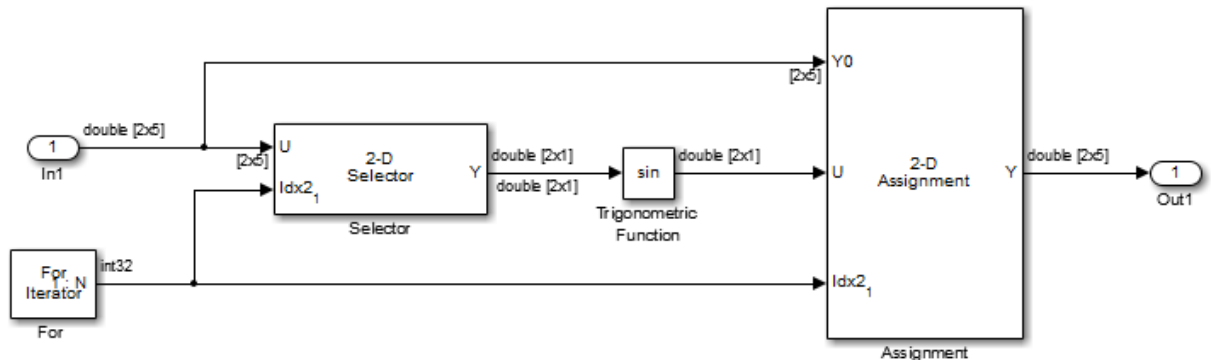 Y0
[2x5]
double [2x5]
1
In1
U
[2x5]
Idx2 1
2-D
Selector
Y
Selector
double [2x1]
double [2x1]
sin
Trigonometric
Function
double [2x1]
U
2-D
Assignment
Y
double [2x5]
1
Out1
For
Iterator
1 : N
int32
For
Idx2 1
Assignment